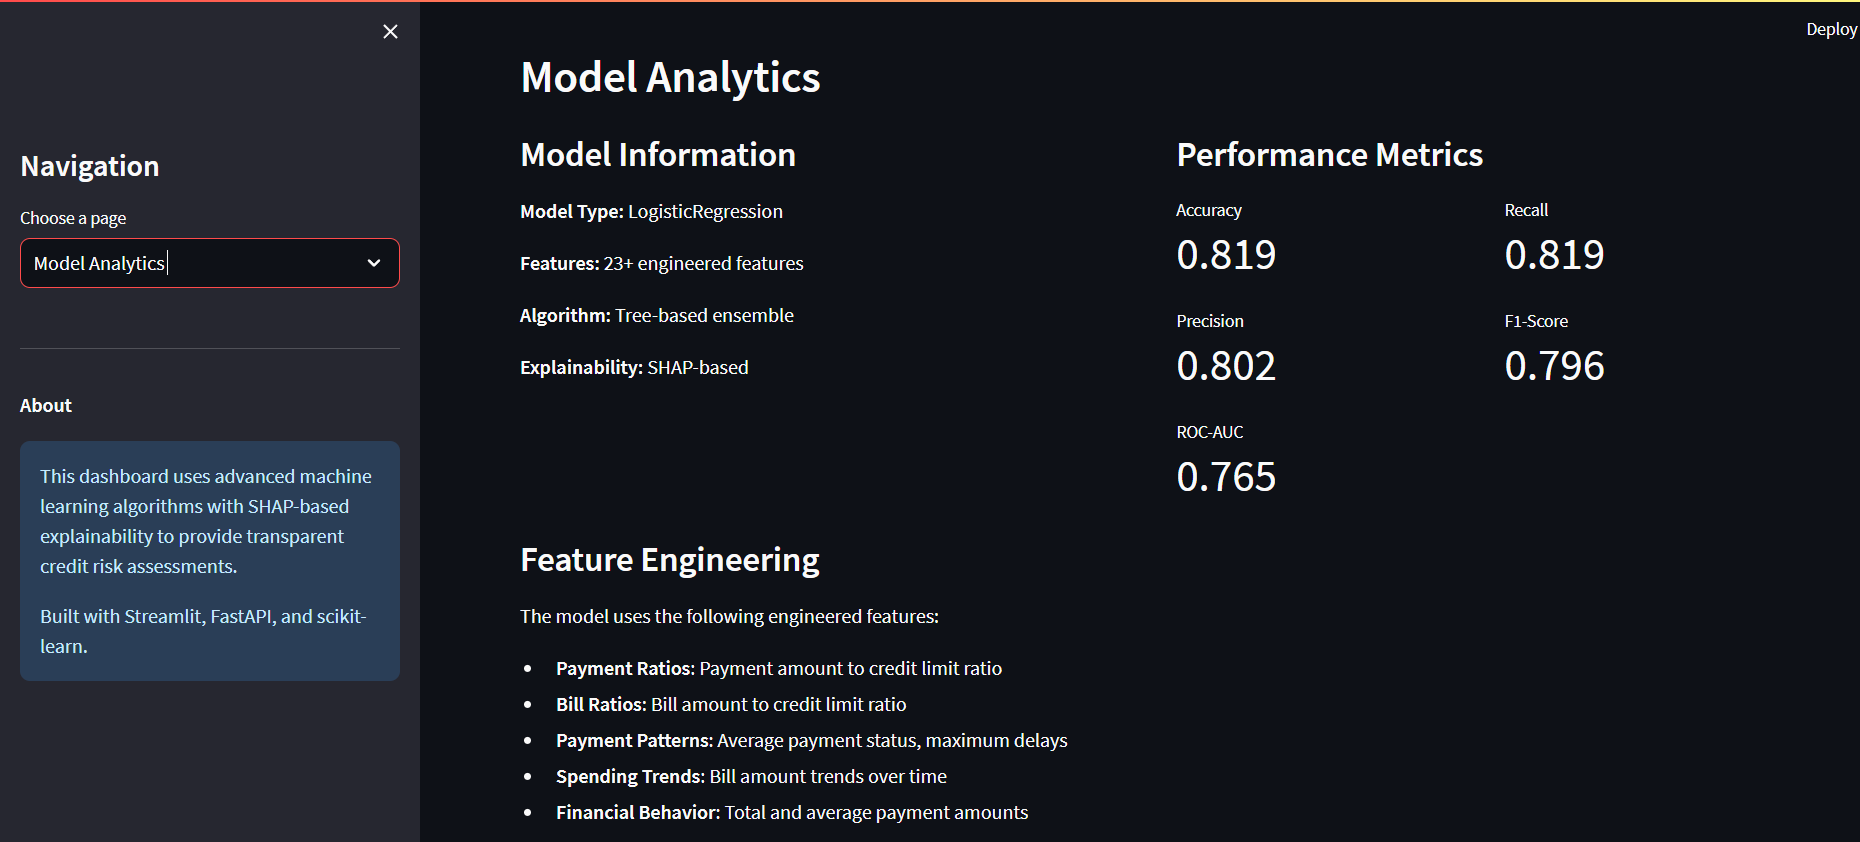 Deploy
Navigation
Choose a page
Model Analytics
About
This dashboard uses advanced machine
learning algorithms with SHAP-based
explainability to provide transparent
credit risk assessments.
Built with Streamlit, FastAPI, and scikit-
learn.
Model Analytics
Model Information
Model Type: LogisticRegression
Features: 23+ engineered features
Algorithm: Tree-based ensemble
Explainability: SHAP-based
Performance Metrics
Accuracy
0.819
Recall
0.819
Precision
0.802
F1-Score
0.796
ROC-AUC
0.765
Feature Engineering
The model uses the following engineered features:
• Payment Ratios: Payment amount to credit limit ratio
• Bill Ratios: Bill amount to credit limit ratio
• Payment Patterns: Average payment status, maximum delays
• Spending Trends: Bill amount trends over time
• Financial Behavior: Total and average payment amounts